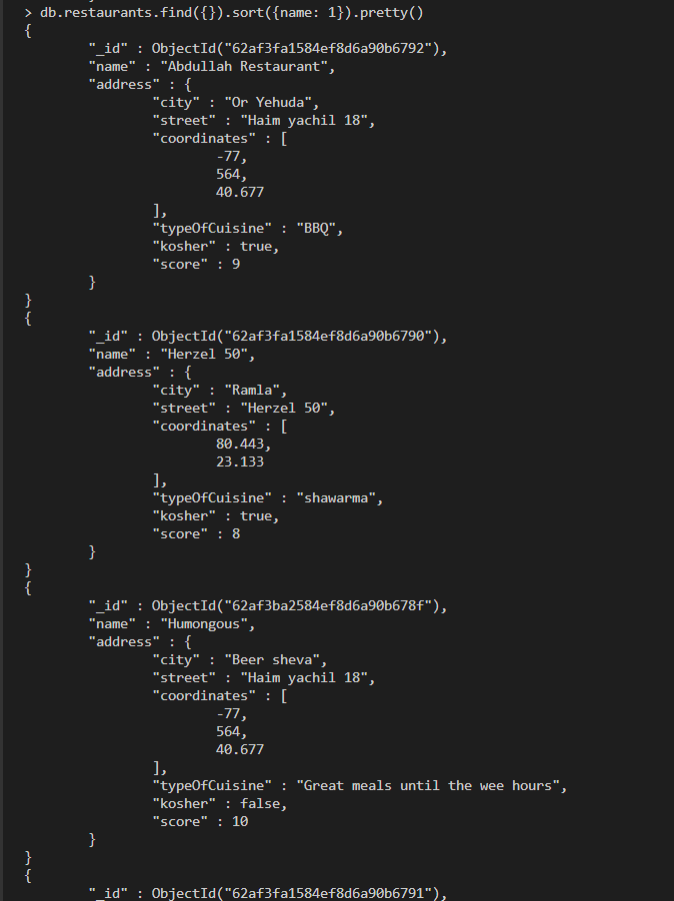 > db.restaurants.find({}).sort({name: 1}).pretty()
{
"_id" : ObjectId("62af3fa1584ef8d6a90b6792"),
"name" : "Abdullah Restaurant",
"address" : {
"city" : "Or Yehuda",
"street" : "Haim yachil 18",
"coordinates" : [
-77,
564,
40.677
],
"typeOfCuisine" : "BBQ",
"kosher" : true,
"score" : 9
}
}
{
"_id" : ObjectId("62af3fa1584ef8d6a90b6790"),
"name" : "Herzel 50",
"address" : {
"city" : "Ramla",
"street" : "Herzel 50",
"coordinates" : [
80.443,
23.133
],
"typeOfCuisine" : "shawarma",
"kosher" : true,
"score" : 8
}
}
{
"_id" : ObjectId("62af3ba2584ef8d6a90b678f"),
"name" : "Humongous",
"address" : {
"city" : "Beer sheva",
"street" : "Haim yachil 18",
"coordinates" : [
-77,
564,
40.677
],
"typeOfCuisine" : "Great meals until the wee hours",
"kosher" : false,
"score" : 10
}
}
{
"_id" : ObjectId("62af3fa1584ef8d6a90b6791"),